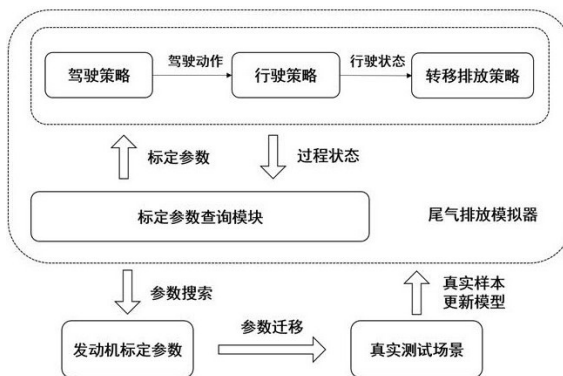 驾驶策略
驾驶动作
行驶策略
行驶状态
转移排放策略
标定参数
过程状态
标定参数查询模块
尾气排放模拟器
参数搜索
真实样本
更新模型
发动机标定参数
参数迁移
真实测试场景